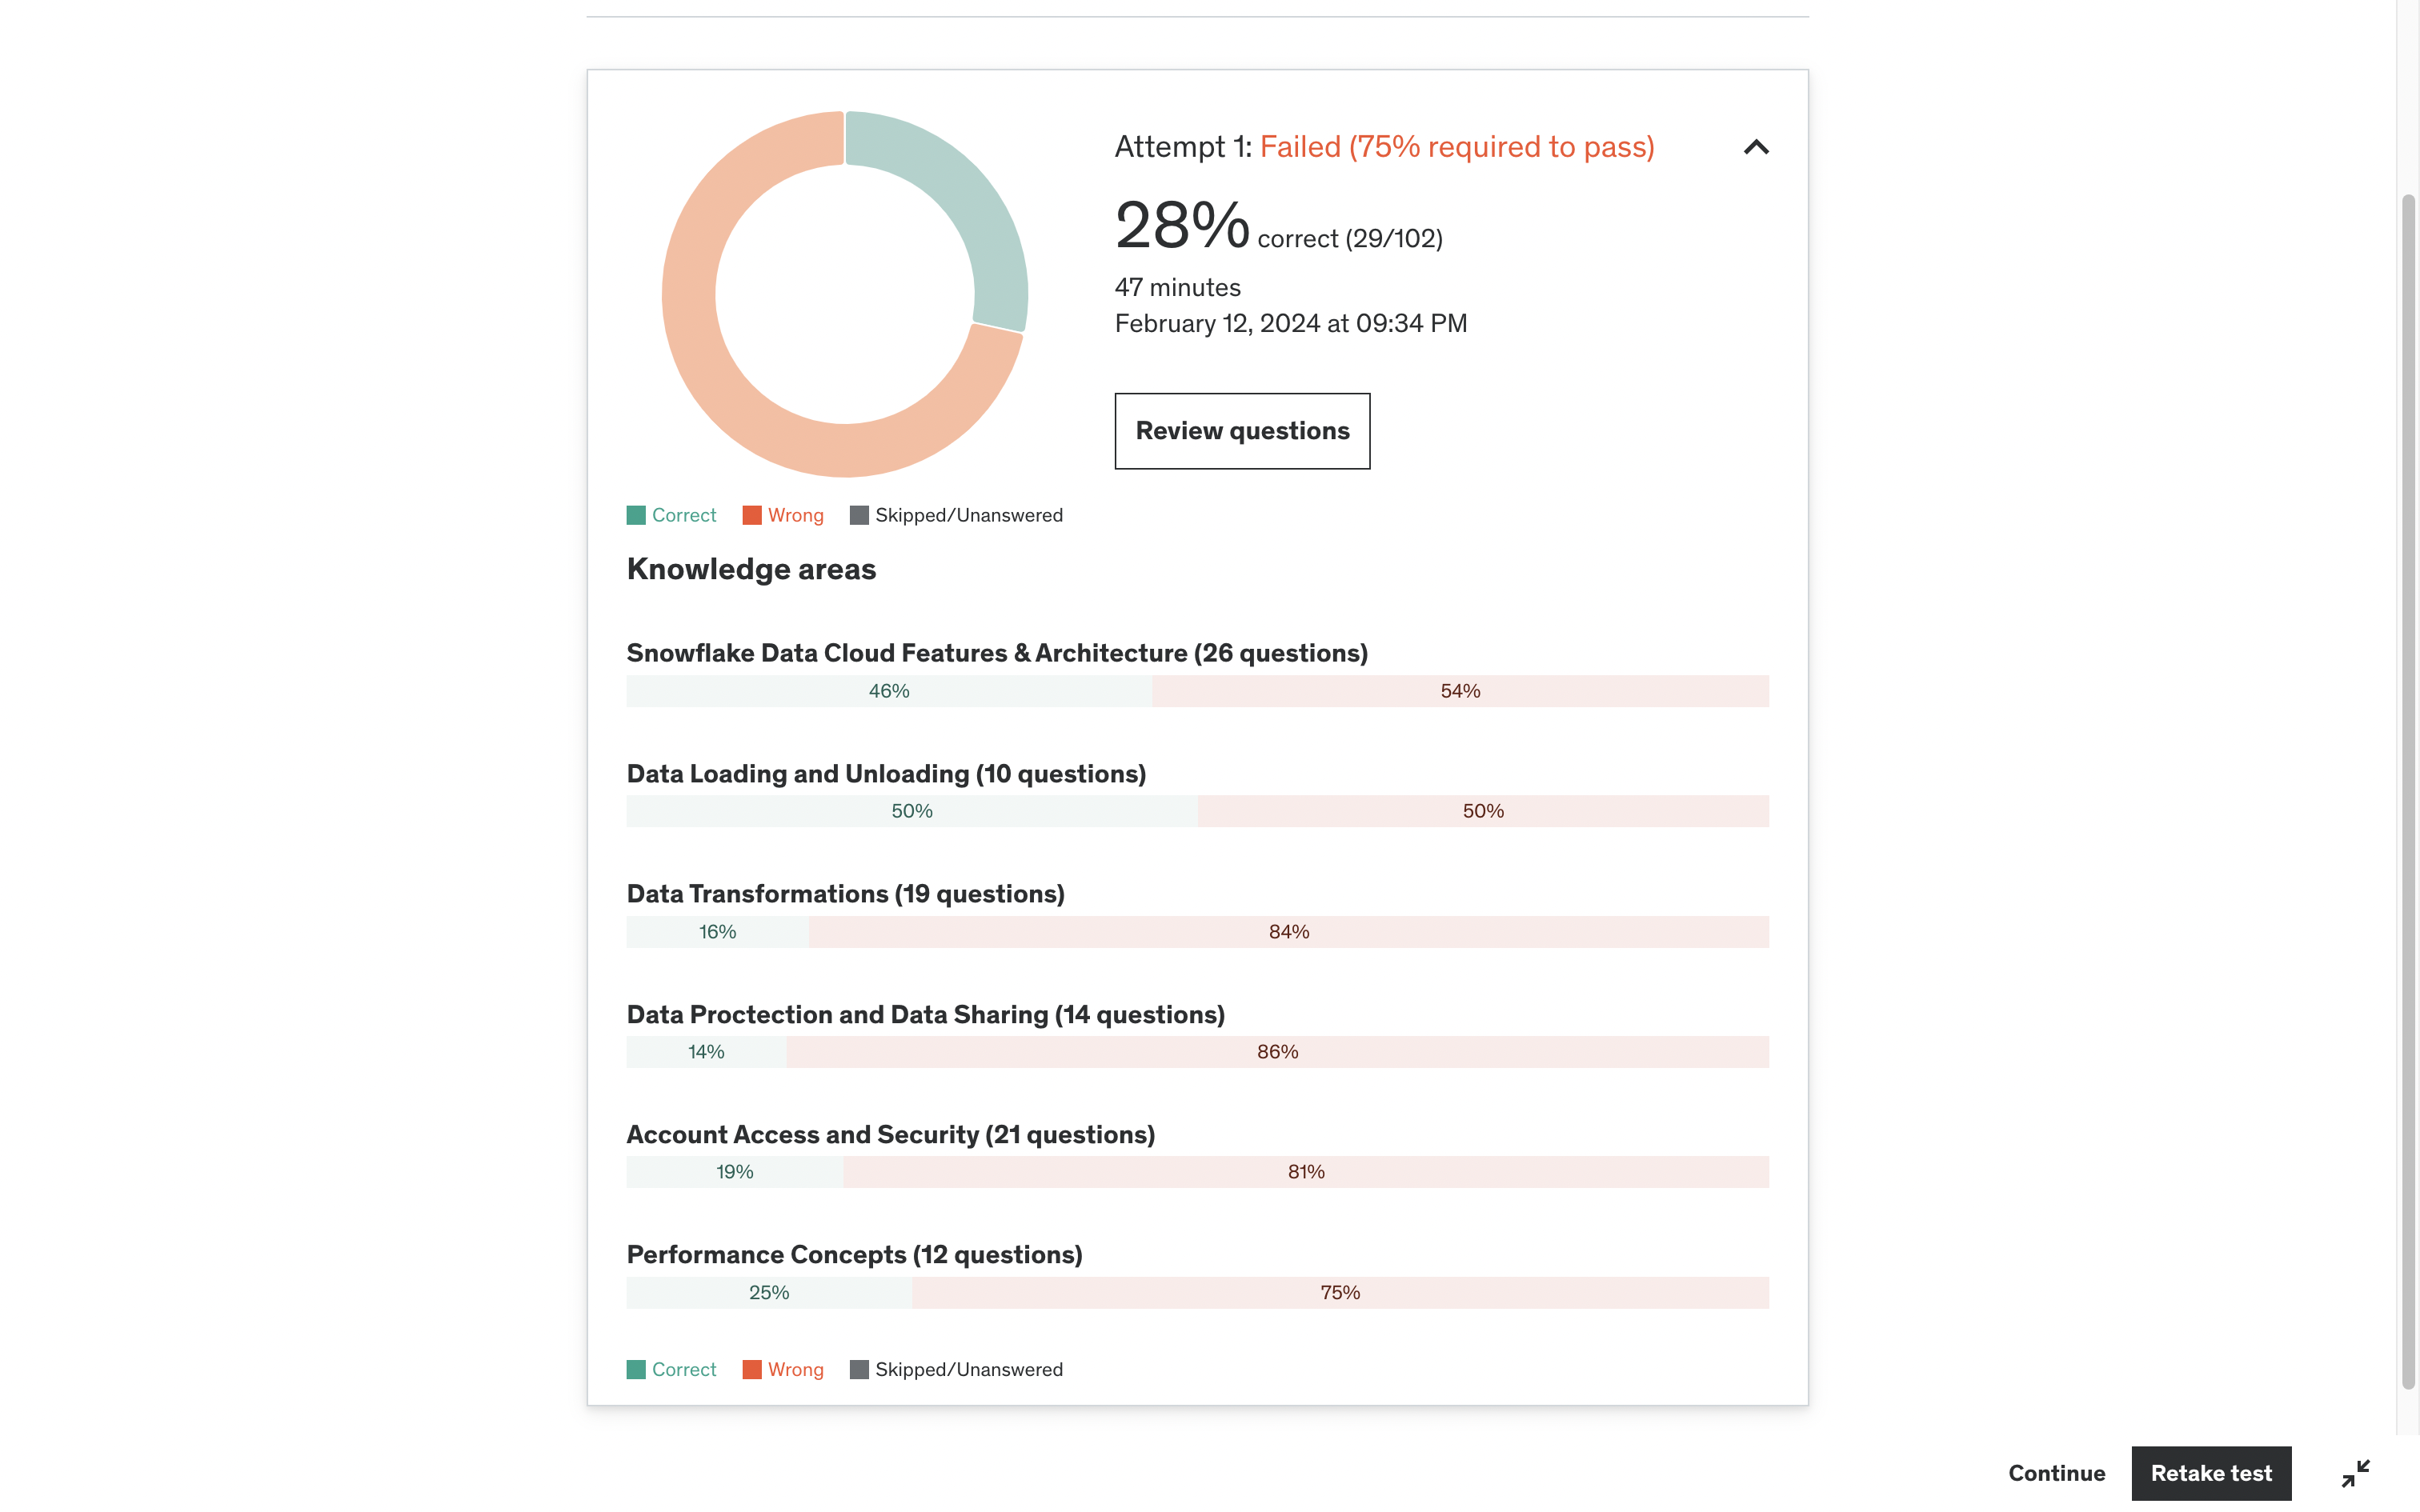 Attempt 1: Failed (75% required to pass)
28% correct (29/102)
47 minutes
February 12, 2024 at 09:34 PM
Review questions
Correct Wrong Skipped/Unanswered
Knowledge areas
Snowflake Data Cloud Features & Architecture (26 questions)
46% 54%
Data Loading and Unloading (10 questions)
50% 50%
Data Transformations (19 questions)
16% 84%
Data Proctection and Data Sharing (14 questions)
14% 86%
Account Access and Security (21 questions)
19% 81%
Performance Concepts (12 questions)
25% 75%
Correct Wrong Skipped/Unanswered
Continue Retake test